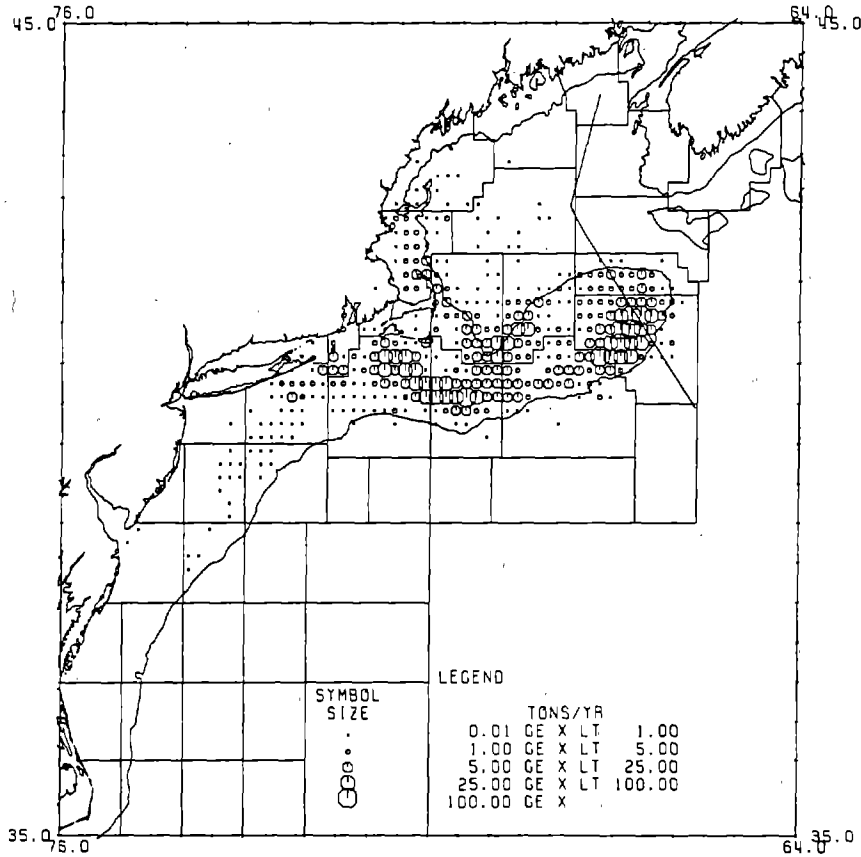 76.0 64.0
45.0 45.0
LEGEND
SYMBOL
SIZE
TONS/YR
0.01 GE X LT 1.00
1.00 GE X LT 5.00
5.00 GE X LT 25.00
25.00 GE X LT 100.00
100.00 GE X
35.0 35.0
76.0 64.0